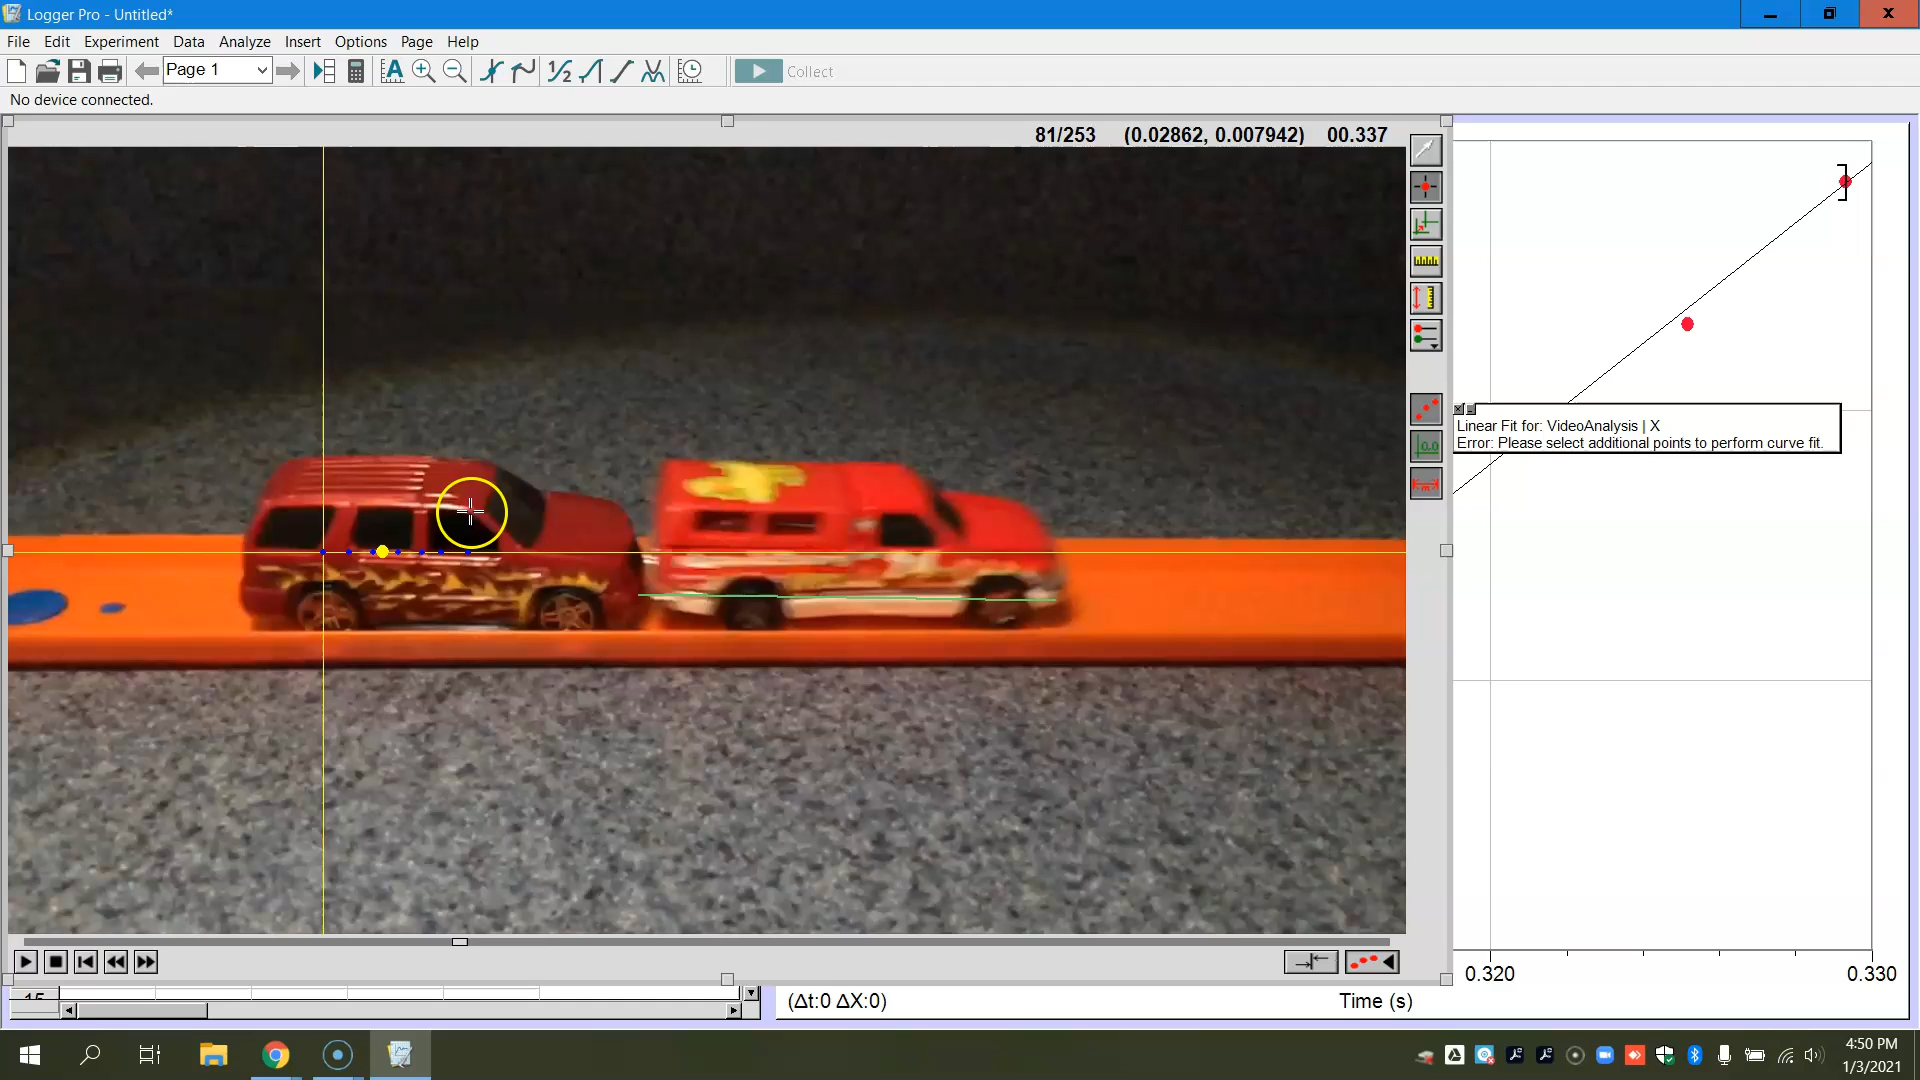 Logger Pro - Untitled*
File Edit Experiment Data Analyze Insert Options Page Help
Page 1
Collect
No device connected.
81/253 (0.02862, 0.007942) 00.337
Linear Fit for: VideoAnalysis | X
Error: Please select additional points to perform curve fit.
0.320 0.330
(Δt:0 ΔX:0) Time (s)
4:50 PM
1/3/2021